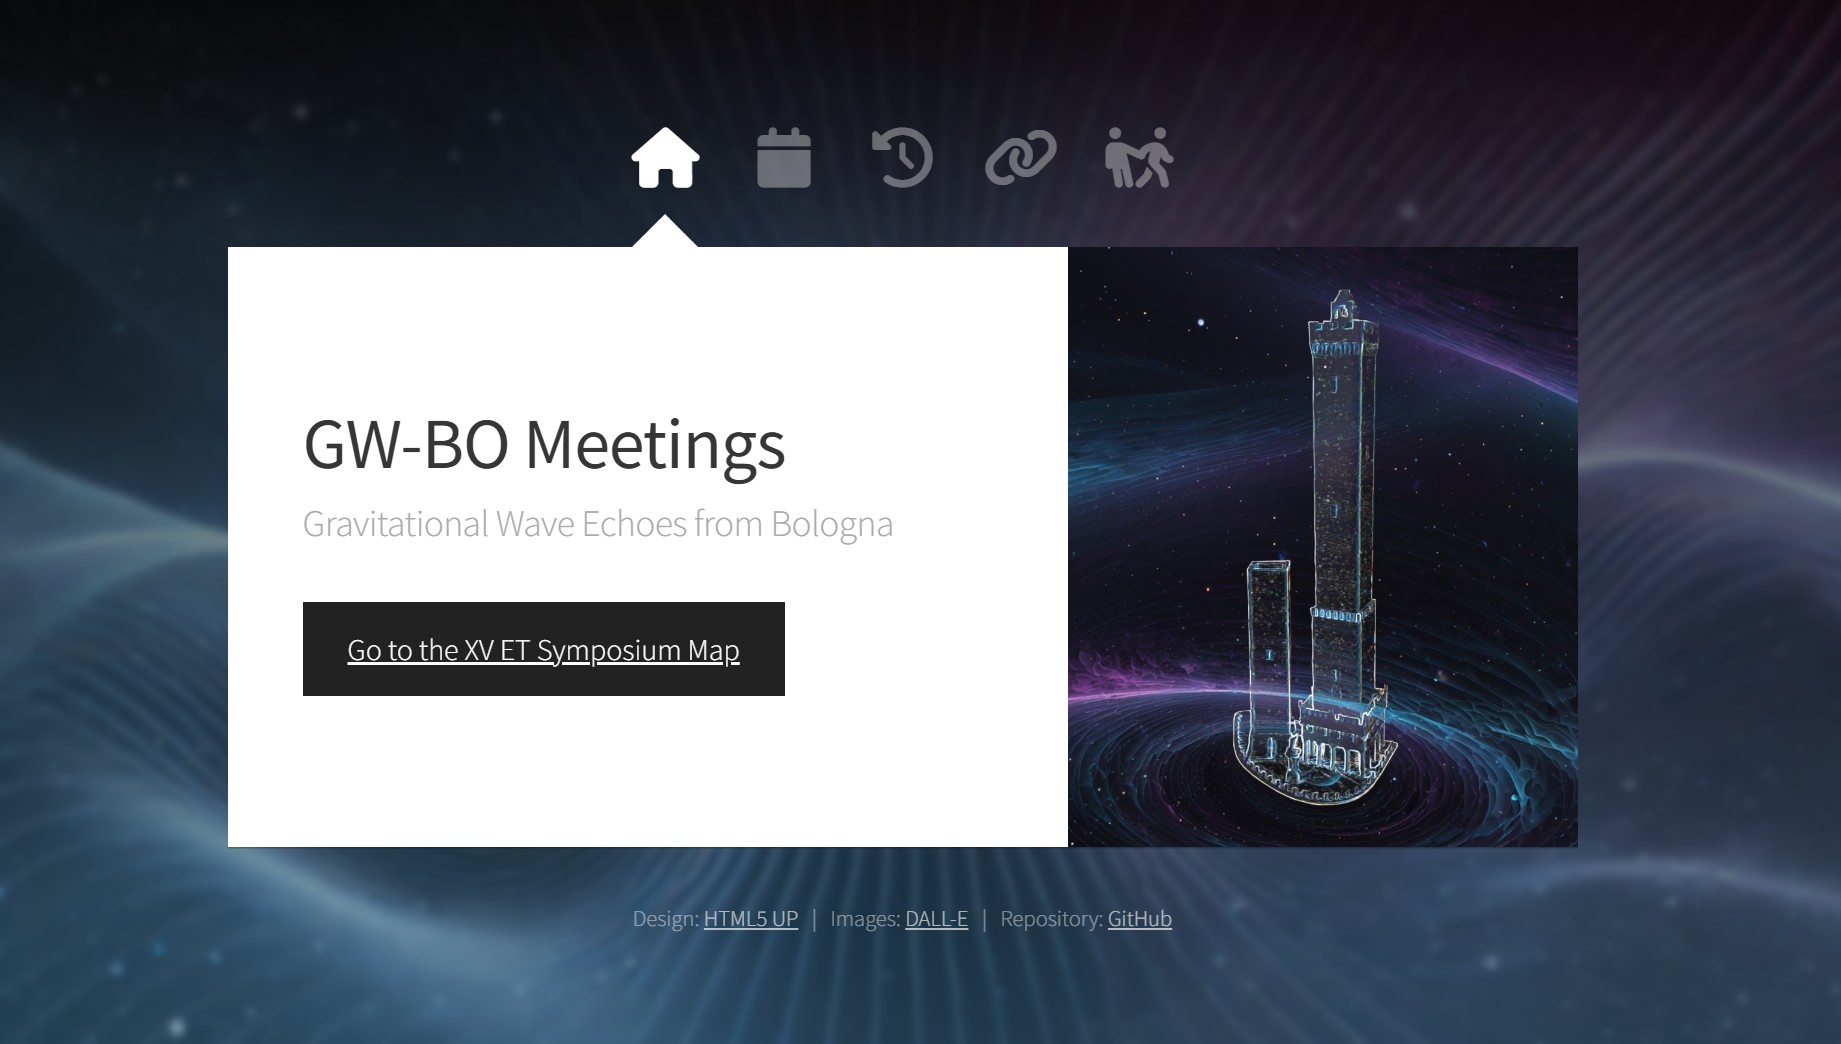 GW-BO Meetings
Gravitational Wave Echoes from Bologna
Go to the XV ET Symposium Map
Design: HTML5 UP | Images: DALL-E | Repository: GitHub